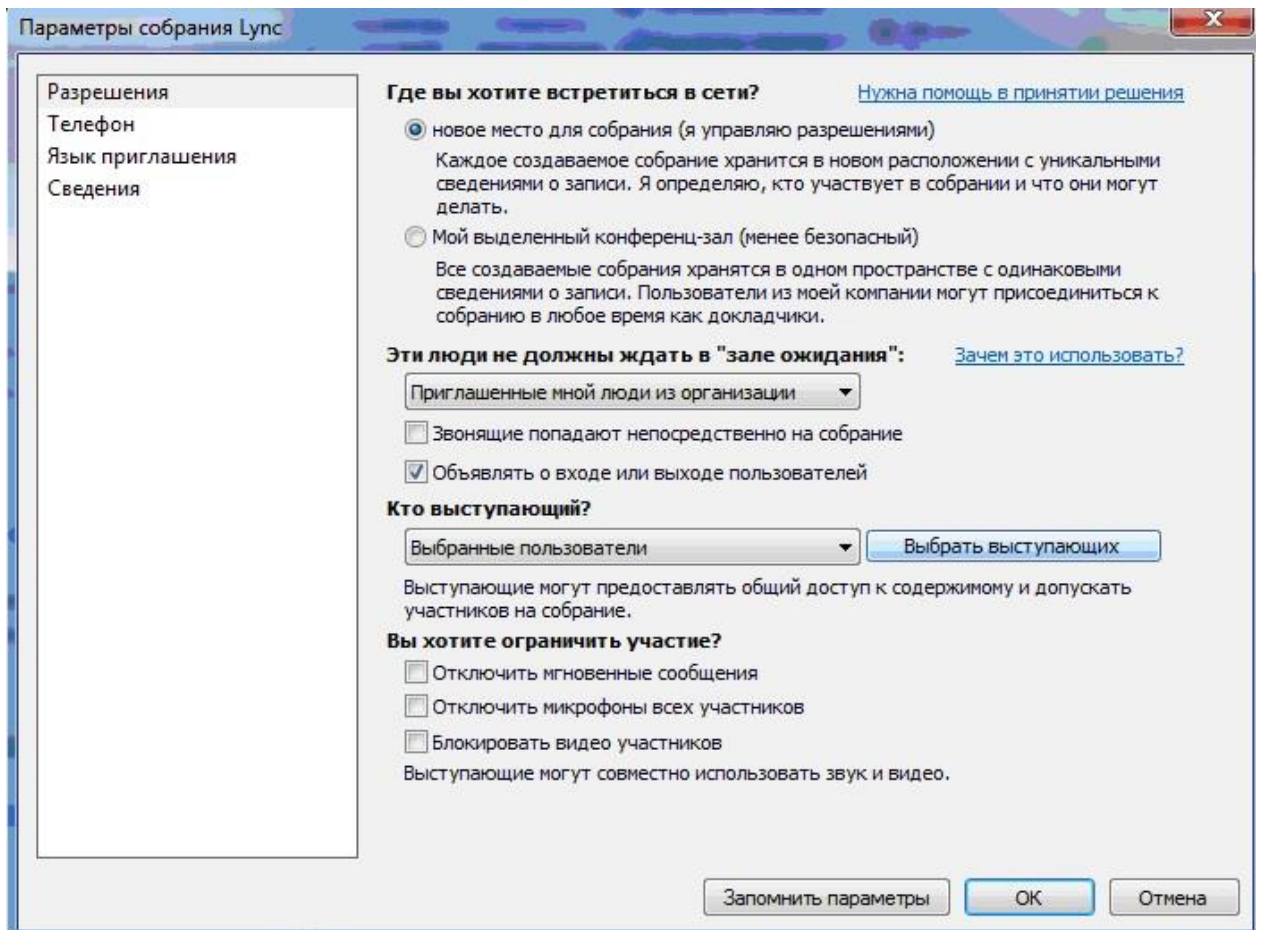 Параметры собрания Lync
Разрешения
Телефон
Язык приглашения
Сведения
Где вы хотите встретиться в сети?
Нужна помощь в принятии решения
новое место для собрания (я управляю разрешениями)
Каждое создаваемое собрание хранится в новом расположении с уникальными
сведениями о записи. Я определяю, кто участвует в собрании и что они могут
делать.
Мой выделенный конференц-зал (менее безопасный)
Все создаваемые собрания хранятся в одном пространстве с одинаковыми
сведениями о записи. Пользователи из моей компании могут присоединиться к
собранию в любое время как докладчики.
Эти люди не должны ждать в "зале ожидания":
Зачем это использовать?
Приглашенные мной люди из организации
Звонящие попадают непосредственно на собрание
Объявлять о входе или выходе пользователей
Кто выступающий?
Выбранные пользователи
Выбрать выступающих
Выступающие могут предоставлять общий доступ к содержимому и допускать
участников на собрание.
Вы хотите ограничить участие?
Отключить мгновенные сообщения
Отключить микрофоны всех участников
Блокировать видео участников
Выступающие могут совместно использовать звук и видео.
Запомнить параметры
ОК
Отмена